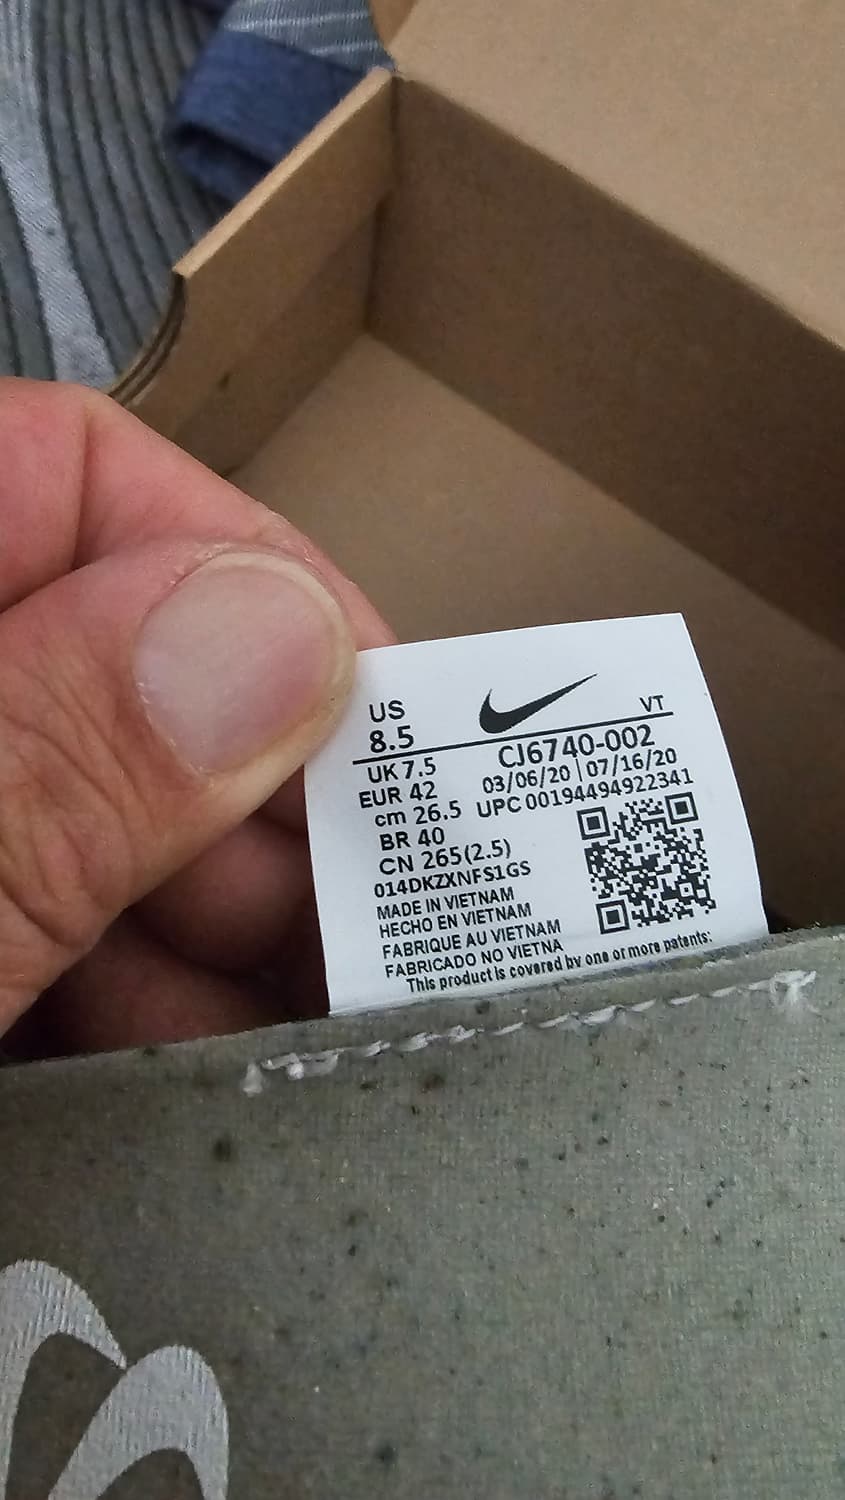 US VT
8.5
UK 7.5 CJ6740-002
EUR 42 03/06/20 | 07/16/20
cm 26.5 UPC 00194494922341
BR 40
CN 265(2.5)
014DKZXNFS1GS
MADE IN VIETNAM
HECHO EN VIETNAM
FABRIQUE AU VIETNAM
FABRICADO NO VIETNA
This product is covered by one or more patents: